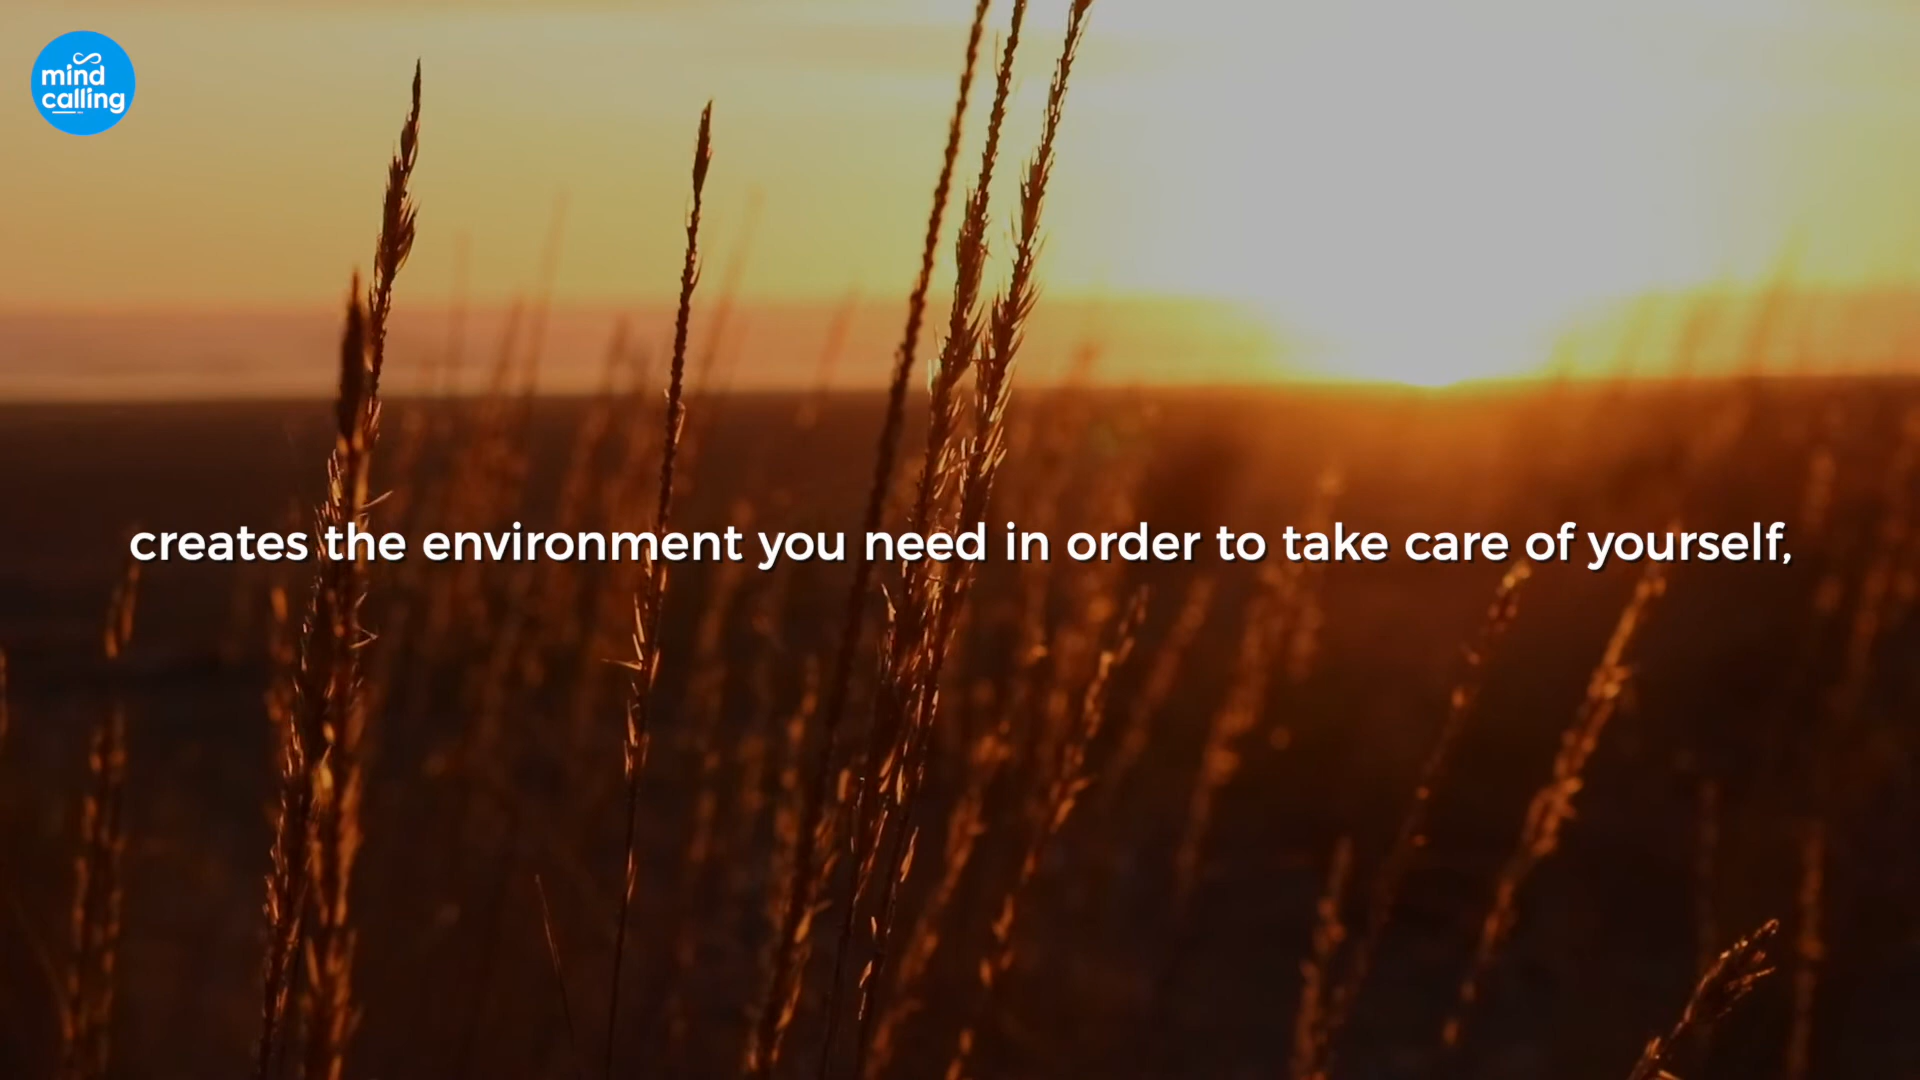 mind
calling
creates the environment you need in order to take care of yourself,